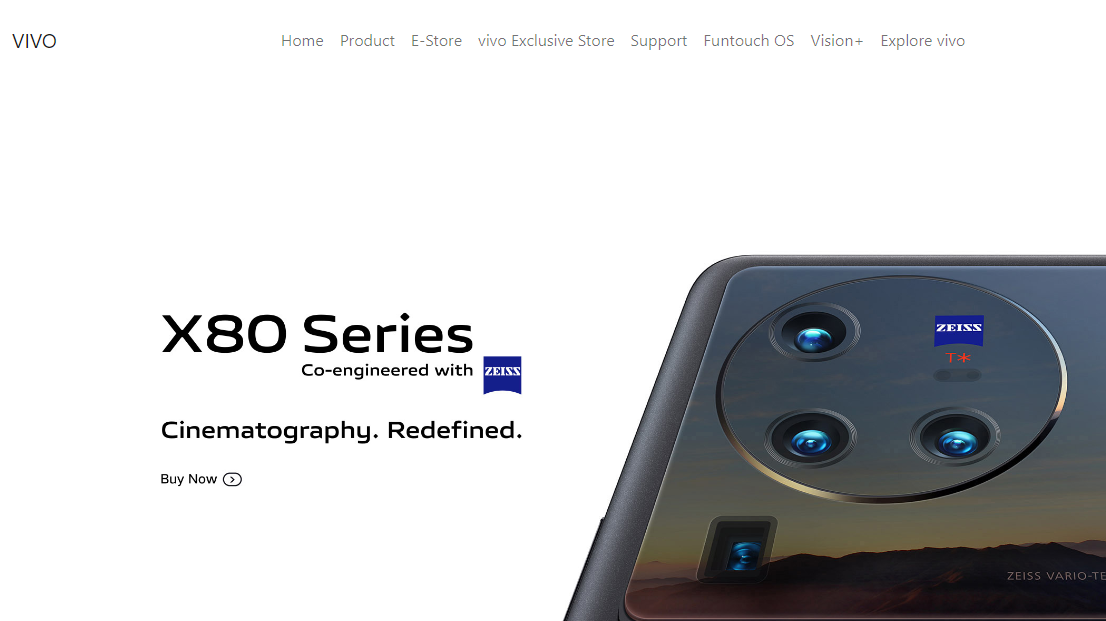 VIVO
Home Product E-Store vivo Exclusive Store Support Funtouch OS Vision+ Explore vivo
X80 Series
Co-engineered with ZEISS
Cinematography. Redefined.
Buy Now
ZEISS
T*
ZEISS VARIO-TE